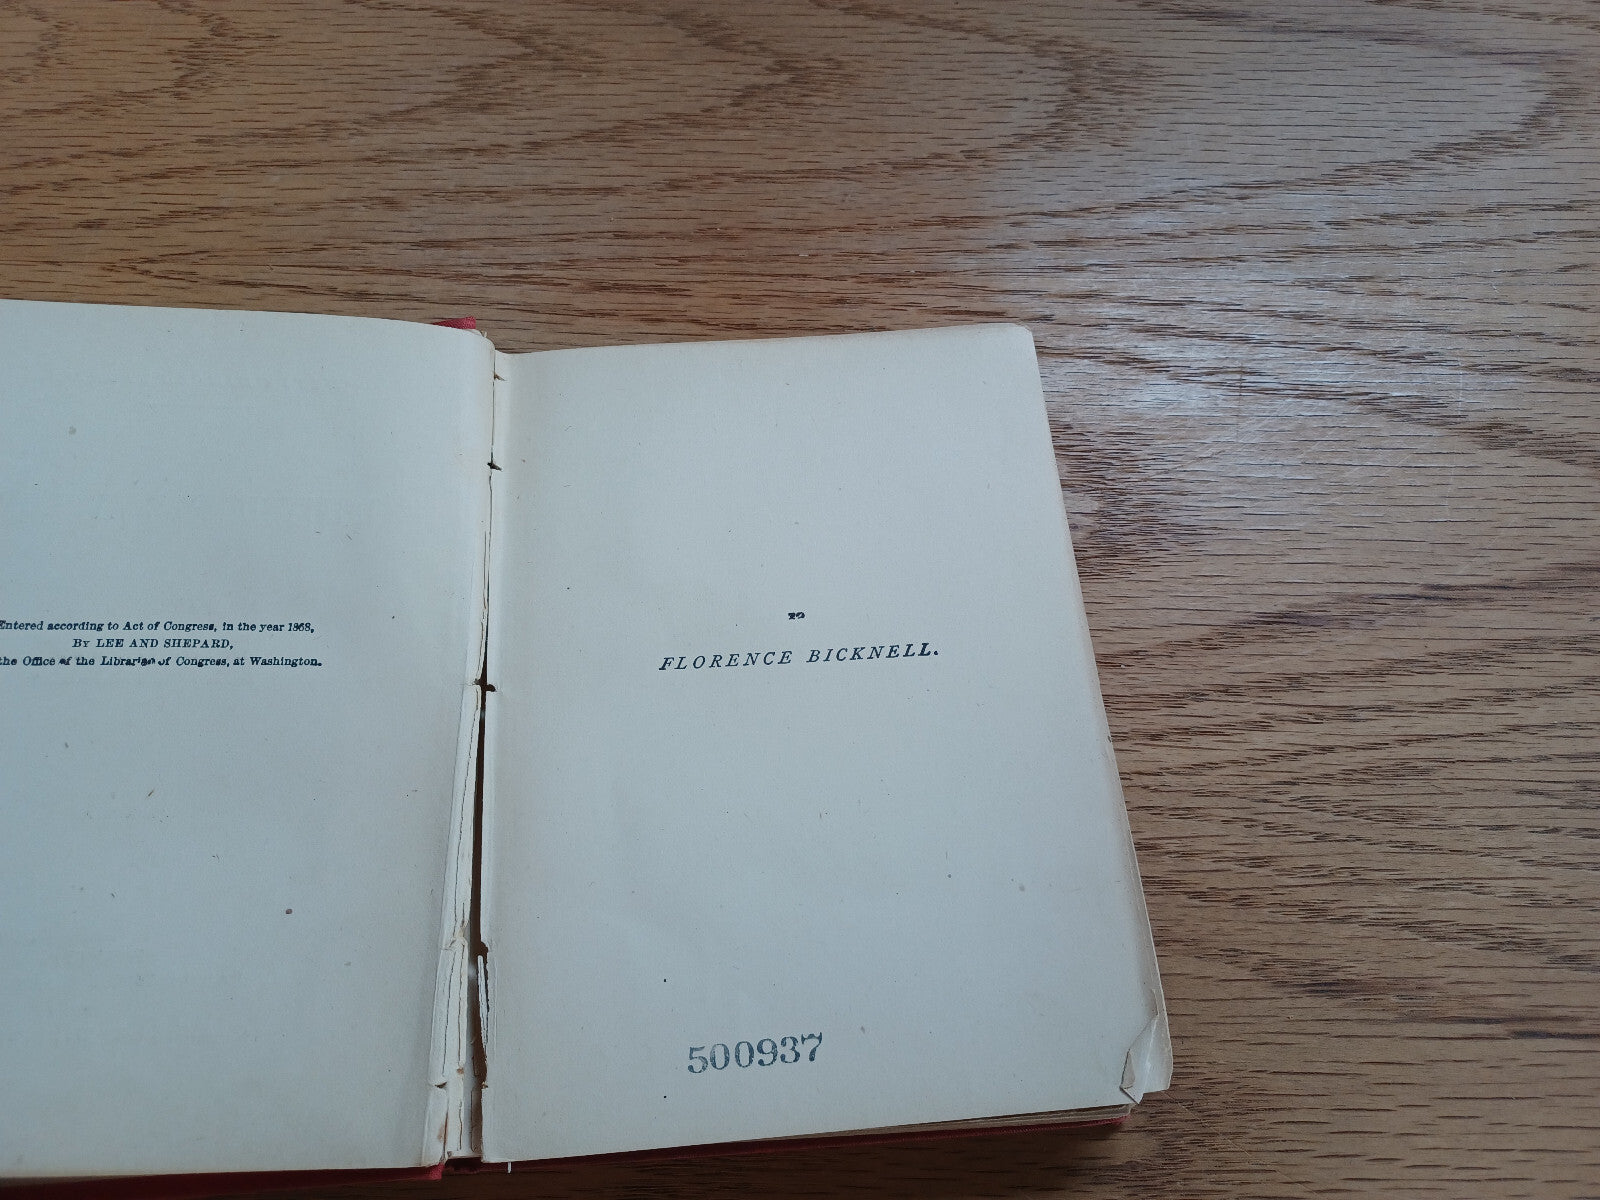 Entered according to Act of Congress, in the year 1868,
BY LEE AND SHEPARD,
the Office of the Librarian of Congress, at Washington.
TO
FLORENCE BICKNELL.
500937